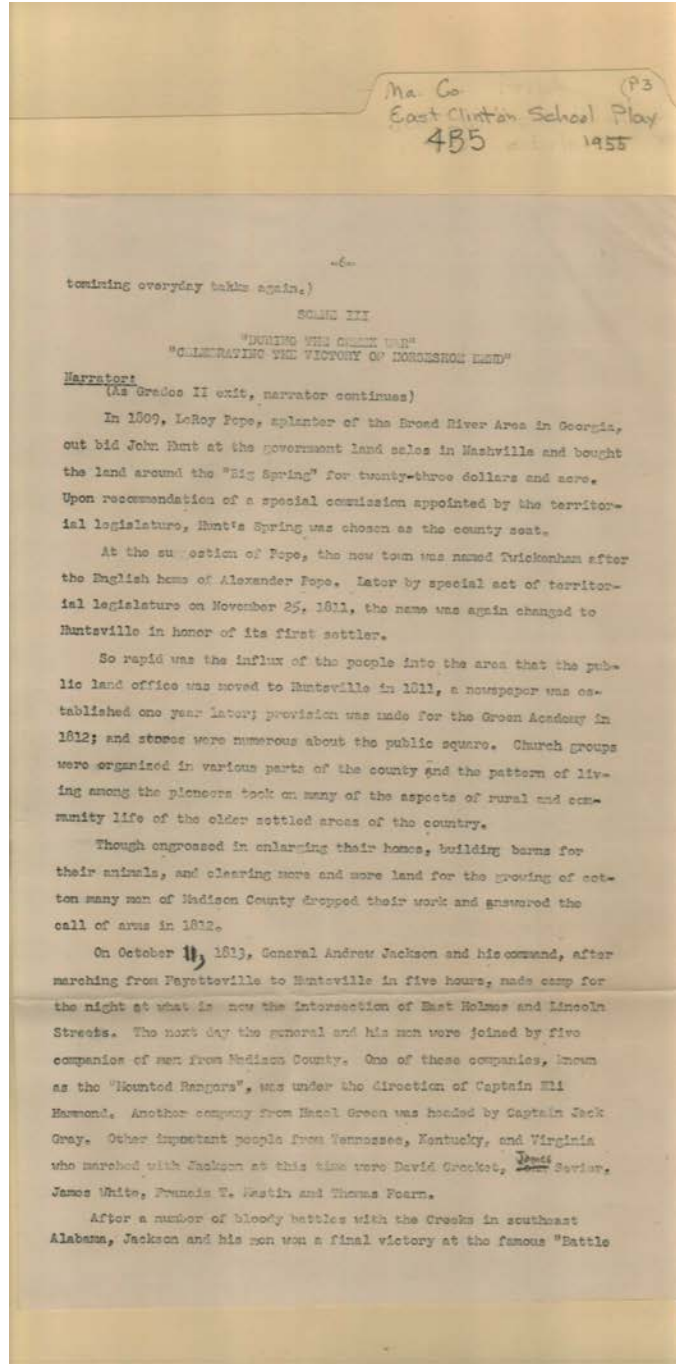 Ma Co (P3
East Clinton School Play
4B5 1955
-6-
tomiming everyday takks again.)
SCENE III
"DURING THE CREEK WAR"
"CELEBRATING THE VICTORY OF HORSESHOE BEND"
Narrator:
(As Grades II exit, narrator continues)
In 1809, LeRoy Pope, aplanter of the Broad River Area in Georgia,
out bid John Hunt at the government land sales in Nashville and bought
the land around the "Big Spring" for twenty-three dollars and acre.
Upon recommendation of a special commission appointed by the territor-
ial legislature, Hunt's Spring was chosen as the county seat.
At the su estion of Pope, the new town was named Twickenham after
the English home of Alexander Pope. Later by special act of territor-
ial legislature on November 25, 1811, the name was again changed to
Huntsville in honor of its first settler.
So rapid was the influx of the people into the area that the pub-
lic land office was moved to Huntsville in 1811, a newspaper was es-
tablished one year later; provision was made for the Green Academy in
1812; and stores were numerous about the public square. Church groups
were organized in various parts of the county and the pattern of liv-
ing among the pioneers took on many of the aspects of rural and com-
munity life of the older settled areas of the country.
Though engrossed in enlarging their homes, building barns for
their animals, and clearing more and more land for the growing of cot-
ton many men of Madison County dropped their work and answered the
call of arms in 1812.
On October 11, 1813, General Andrew Jackson and his command, after
marching from Fayetteville to Huntsville in five hours, made camp for
the night at what is now the intersection of East Holmes and Lincoln
Streets. The next day the general and his men were joined by five
companies of men from Madison County. One of these companies, known
as the "Mounted Rangers", was under the direction of Captain Eli
Hammond. Another company from Hazel Green was headed by Captain Jack
Gray. Other important people from Tennessee, Kentucky, and Virginia
who marched with Jackson at this time were David Crocket, James Sevier,
James White, Francis T. Mastin and Thomas Fearn.
After a number of bloody battles with the Creeks in southeast
Alabama, Jackson and his men won a final victory at the famous "Battle